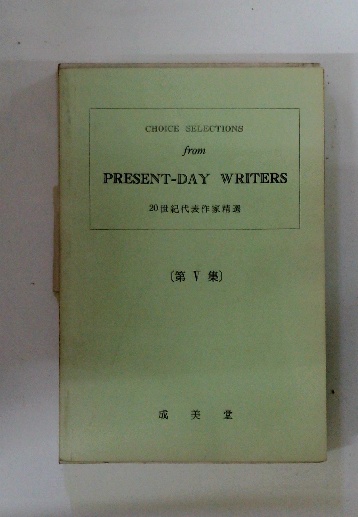 CHOICE SELECTIONS
from
PRESENT-DAY WRITERS
20世紀代表作家精選
〔第 V 集〕
成 美 堂